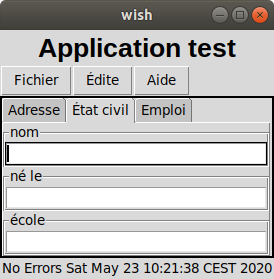 wish
Application test
Fichier Édite Aide
Adresse État civil Emploi
nom
né le
école
No Errors Sat May 23 10:21:38 CEST 2020